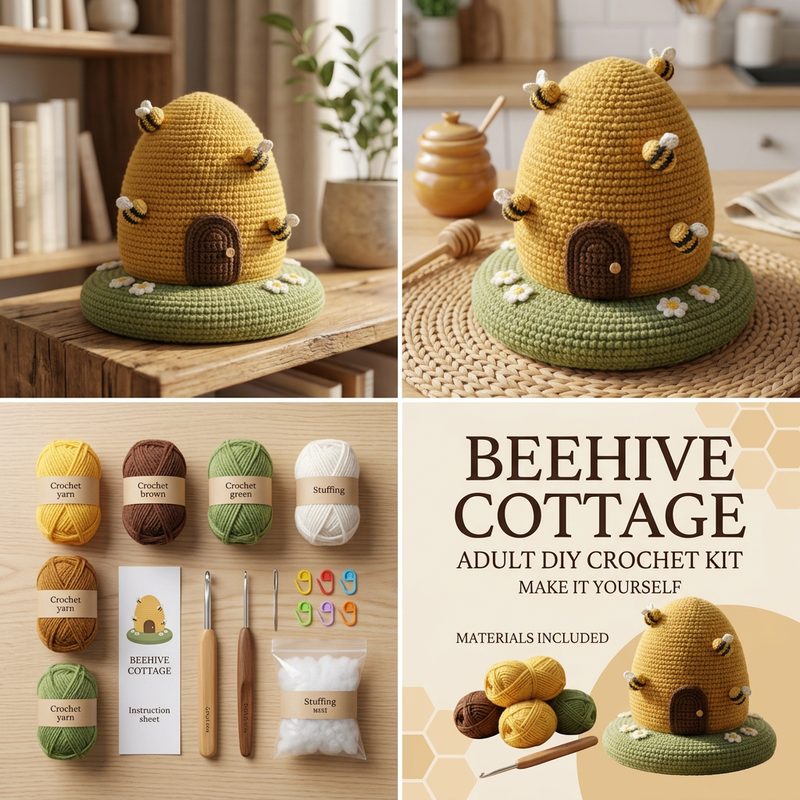 Crochet
yarn
Crochet
brown
Crochet
green
Stuffing
Crochet
yarn
BEEHIVE
COTTAGE
Instruction
sheet
Crochet
yarn
Stuffing
BEEHIVE
COTTAGE
ADULT DIY CROCHET KIT
MAKE IT YOURSELF
MATERIALS INCLUDED